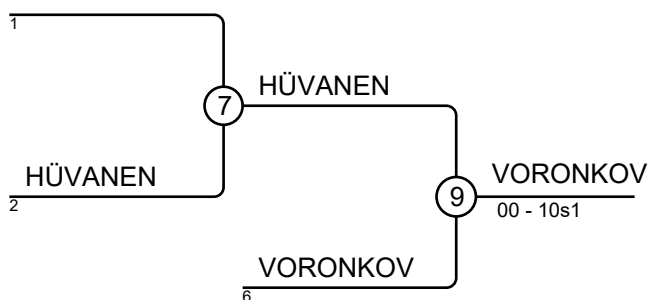 1
7
HÜVANEN
HÜVANEN
2
9
VORONKOV
00 - 10s1
VORONKOV
6